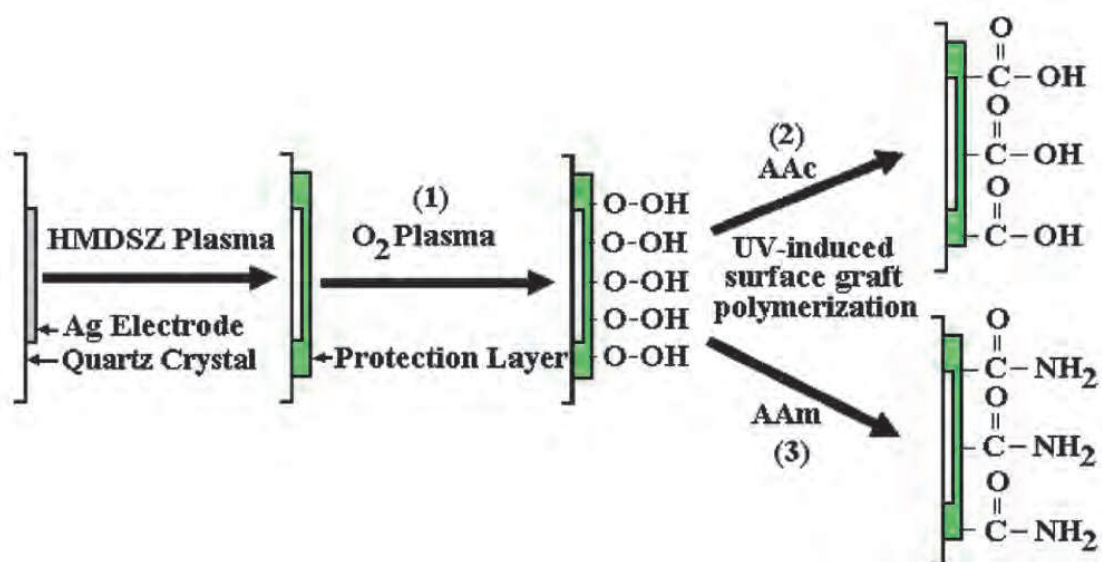 HMDSZ Plasma
Ag Electrode
Quartz Crystal
(1)
O2 Plasma
Protection Layer
O-OH
O-OH
O-OH
O-OH
O-OH
(2)
AAc
UV-induced
surface graft
polymerization
AAm
(3)
O
=
C-OH
O
=
C-OH
O
=
C-OH
O
=
C-NH2
O
=
C-NH2
O
=
C-NH2